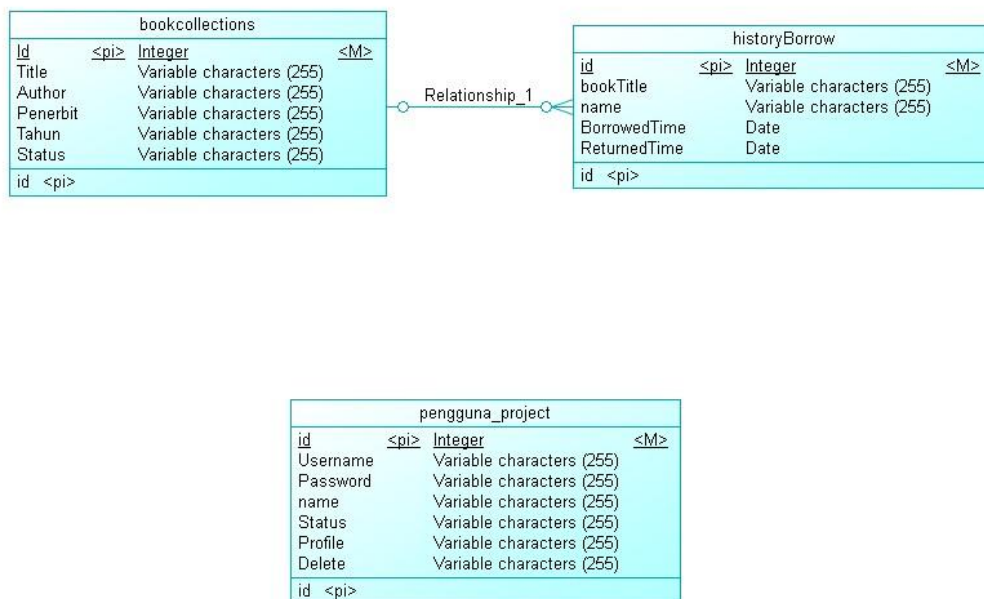 bookcollections
Id <pi> Integer <M>
Title Variable characters (255)
Author Variable characters (255)
Penerbit Variable characters (255)
Tahun Variable characters (255)
Status Variable characters (255)
id <pi>
Relationship_1
historyBorrow
id <pi> Integer <M>
bookTitle Variable characters (255)
name Variable characters (255)
BorrowedTime Date
ReturnedTime Date
id <pi>
pengguna_project
id <pi> Integer <M>
Username Variable characters (255)
Password Variable characters (255)
name Variable characters (255)
Status Variable characters (255)
Profile Variable characters (255)
Delete Variable characters (255)
id <pi>